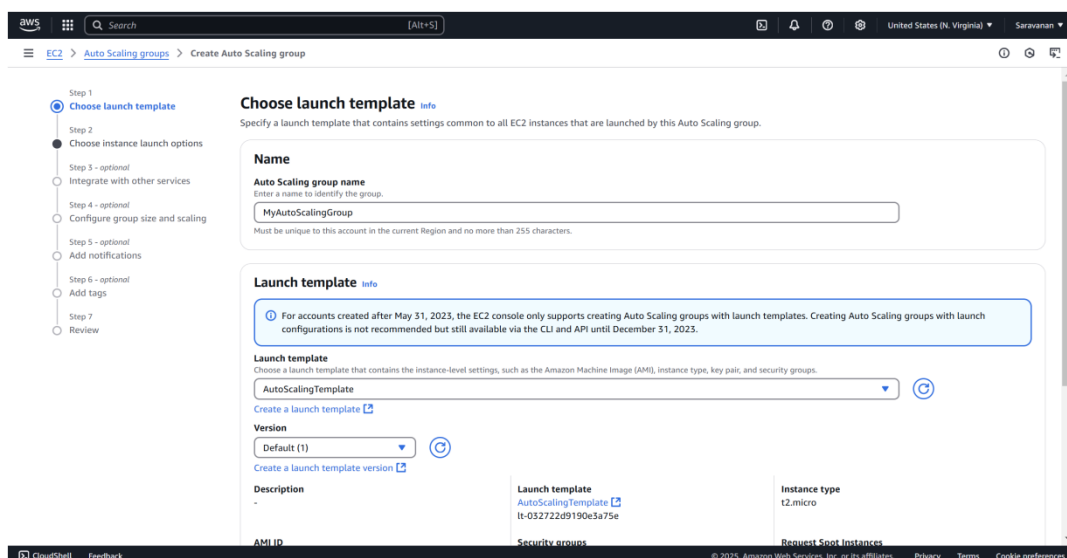 aws
Search
[Alt+S]
United States (N. Virginia)
Saravanan
EC2 > Auto Scaling groups > Create Auto Scaling group
Step 1
Choose launch template
Step 2
Choose instance launch options
Step 3 - optional
Integrate with other services
Step 4 - optional
Configure group size and scaling
Step 5 - optional
Add notifications
Step 6 - optional
Add tags
Step 7
Review
Choose launch template Info
Specify a launch template that contains settings common to all EC2 instances that are launched by this Auto Scaling group.
Name
Auto Scaling group name
Enter a name to identify the group.
MyAutoScalingGroup
Must be unique to this account in the current Region and no more than 255 characters.
Launch template Info
For accounts created after May 31, 2023, the EC2 console only supports creating Auto Scaling groups with launch templates. Creating Auto Scaling groups with launch
configurations is not recommended but still available via the CLI and API until December 31, 2023.
Launch template
Choose a launch template that contains the instance-level settings, such as the Amazon Machine Image (AMI), instance type, key pair, and security groups.
AutoScalingTemplate
Create a launch template
Version
Default (1)
Create a launch template version
Description
-
Launch template
AutoScalingTemplate
lt-032722d9190e3a75e
Instance type
t2.micro
AMI ID
Security groups
Request Spot Instances
CloudShell Feedback
© 2025, Amazon Web Services, Inc. or its affiliates. Privacy Terms Cookie preferences